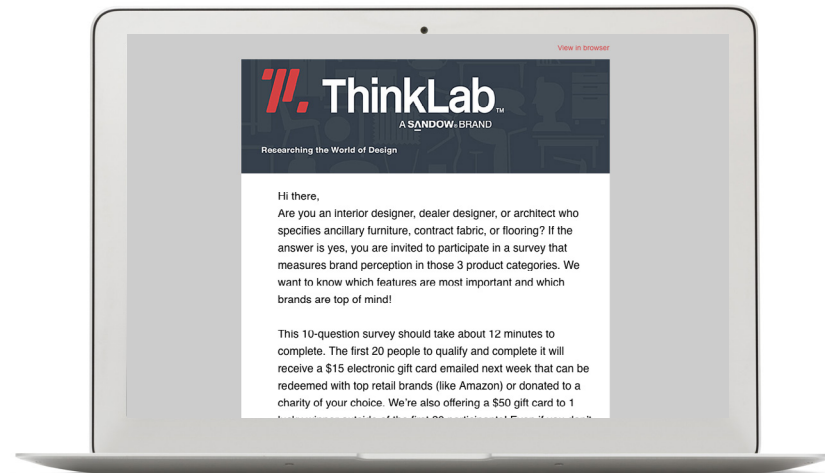 View in browser
ThinkLab™
A SANDOW® BRAND
Researching the World of Design
Hi there,
Are you an interior designer, dealer designer, or architect who
specifies ancillary furniture, contract fabric, or flooring? If the
answer is yes, you are invited to participate in a survey that
measures brand perception in those 3 product categories. We
want to know which features are most important and which
brands are top of mind!
This 10-question survey should take about 12 minutes to
complete. The first 20 people to qualify and complete it will
receive a $15 electronic gift card emailed next week that can be
redeemed with top retail brands (like Amazon) or donated to a
charity of your choice. We’re also offering a $50 gift card to 1